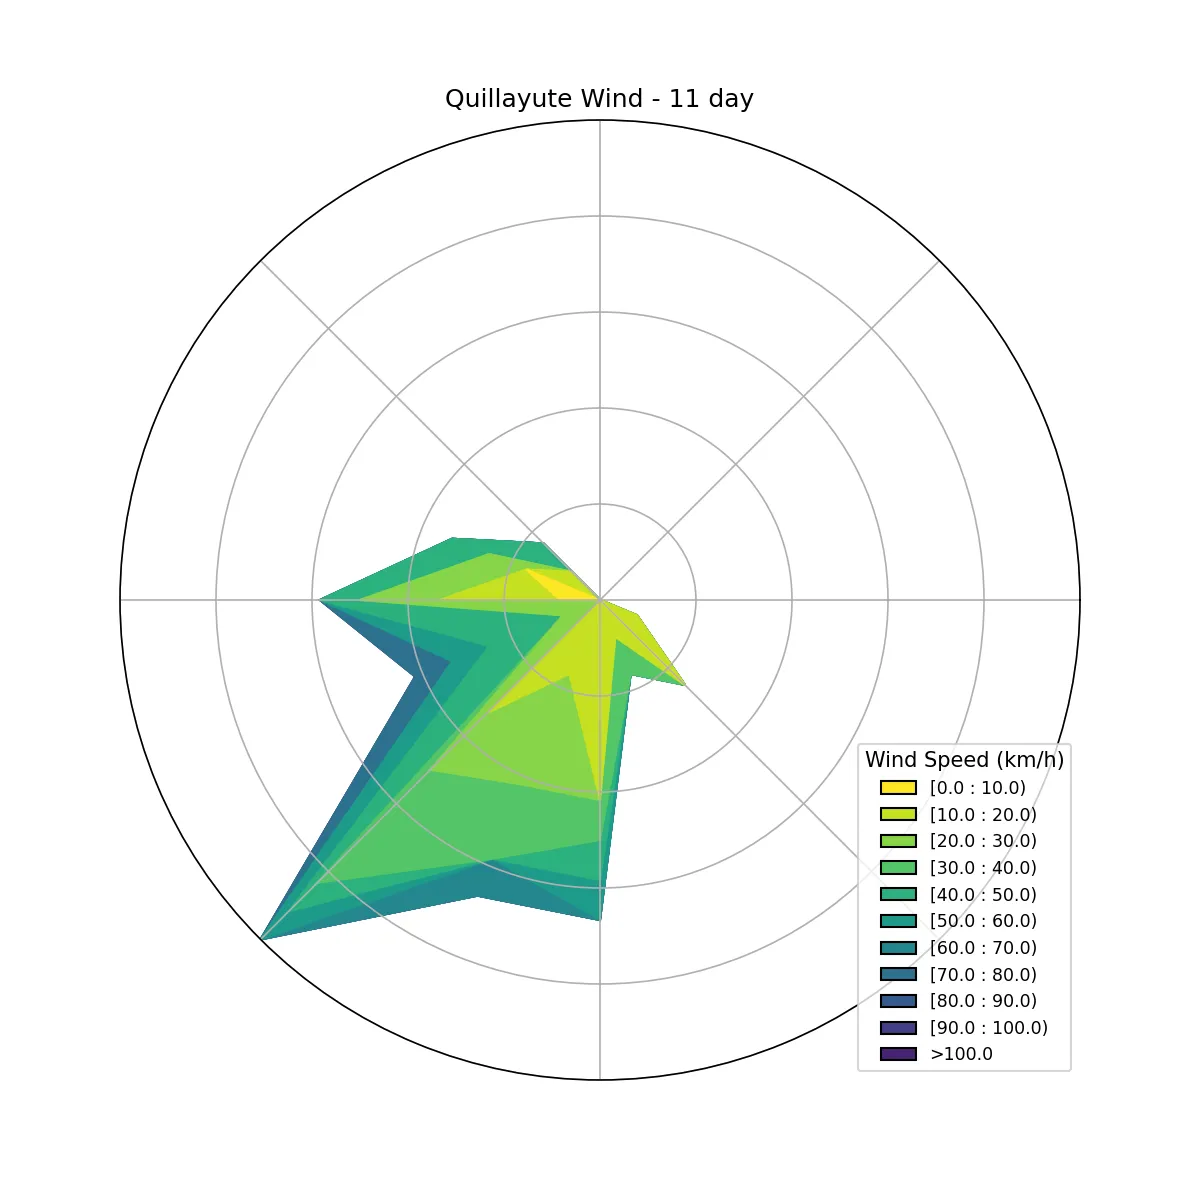 Quillayute Wind - 11 day
Wind Speed (km/h)
[0.0 : 10.0)
[10.0 : 20.0)
[20.0 : 30.0)
[30.0 : 40.0)
[40.0 : 50.0)
[50.0 : 60.0)
[60.0 : 70.0)
[70.0 : 80.0)
[80.0 : 90.0)
[90.0 : 100.0)
>100.0